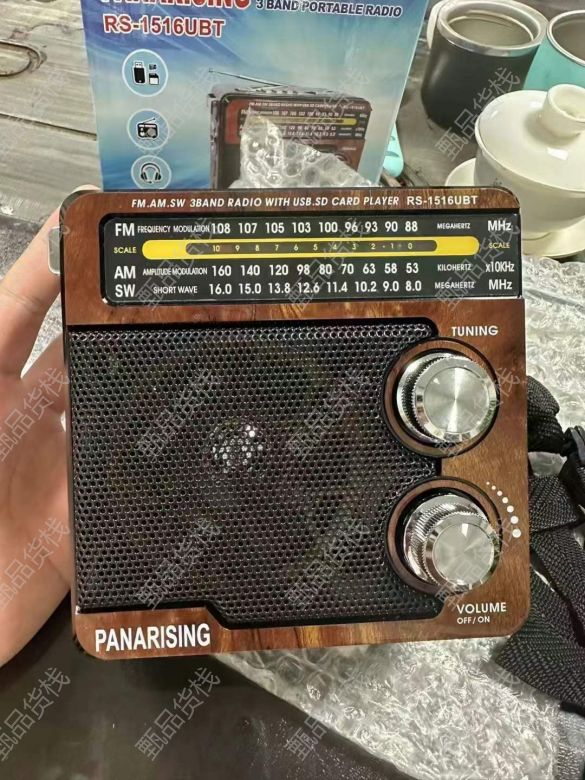 PANARISING 3 BAND PORTABLE RADIO
RS-1516UBT
FM.AM.SW 3BAND RADIO WITH USB.SD CARD PLAYER RS-1516UBT
FM FREQUENCY MODULATION 108 107 105 103 100 96 93 90 88 MEGAHERTZ MHz
SCALE 10 9 8 7 6 5 4 3 2 1 0 SCALE
AM AMPLITUDE MODULATION 160 140 120 98 80 70 63 58 53 KILOHERTZ x10KHz
SW SHORT WAVE 16.0 15.0 13.8 12.6 11.4 10.2 9.0 8.0 MEGAHERTZ MHz
TUNING
VOLUME
OFF/ON
PANARISING
甄品货栈